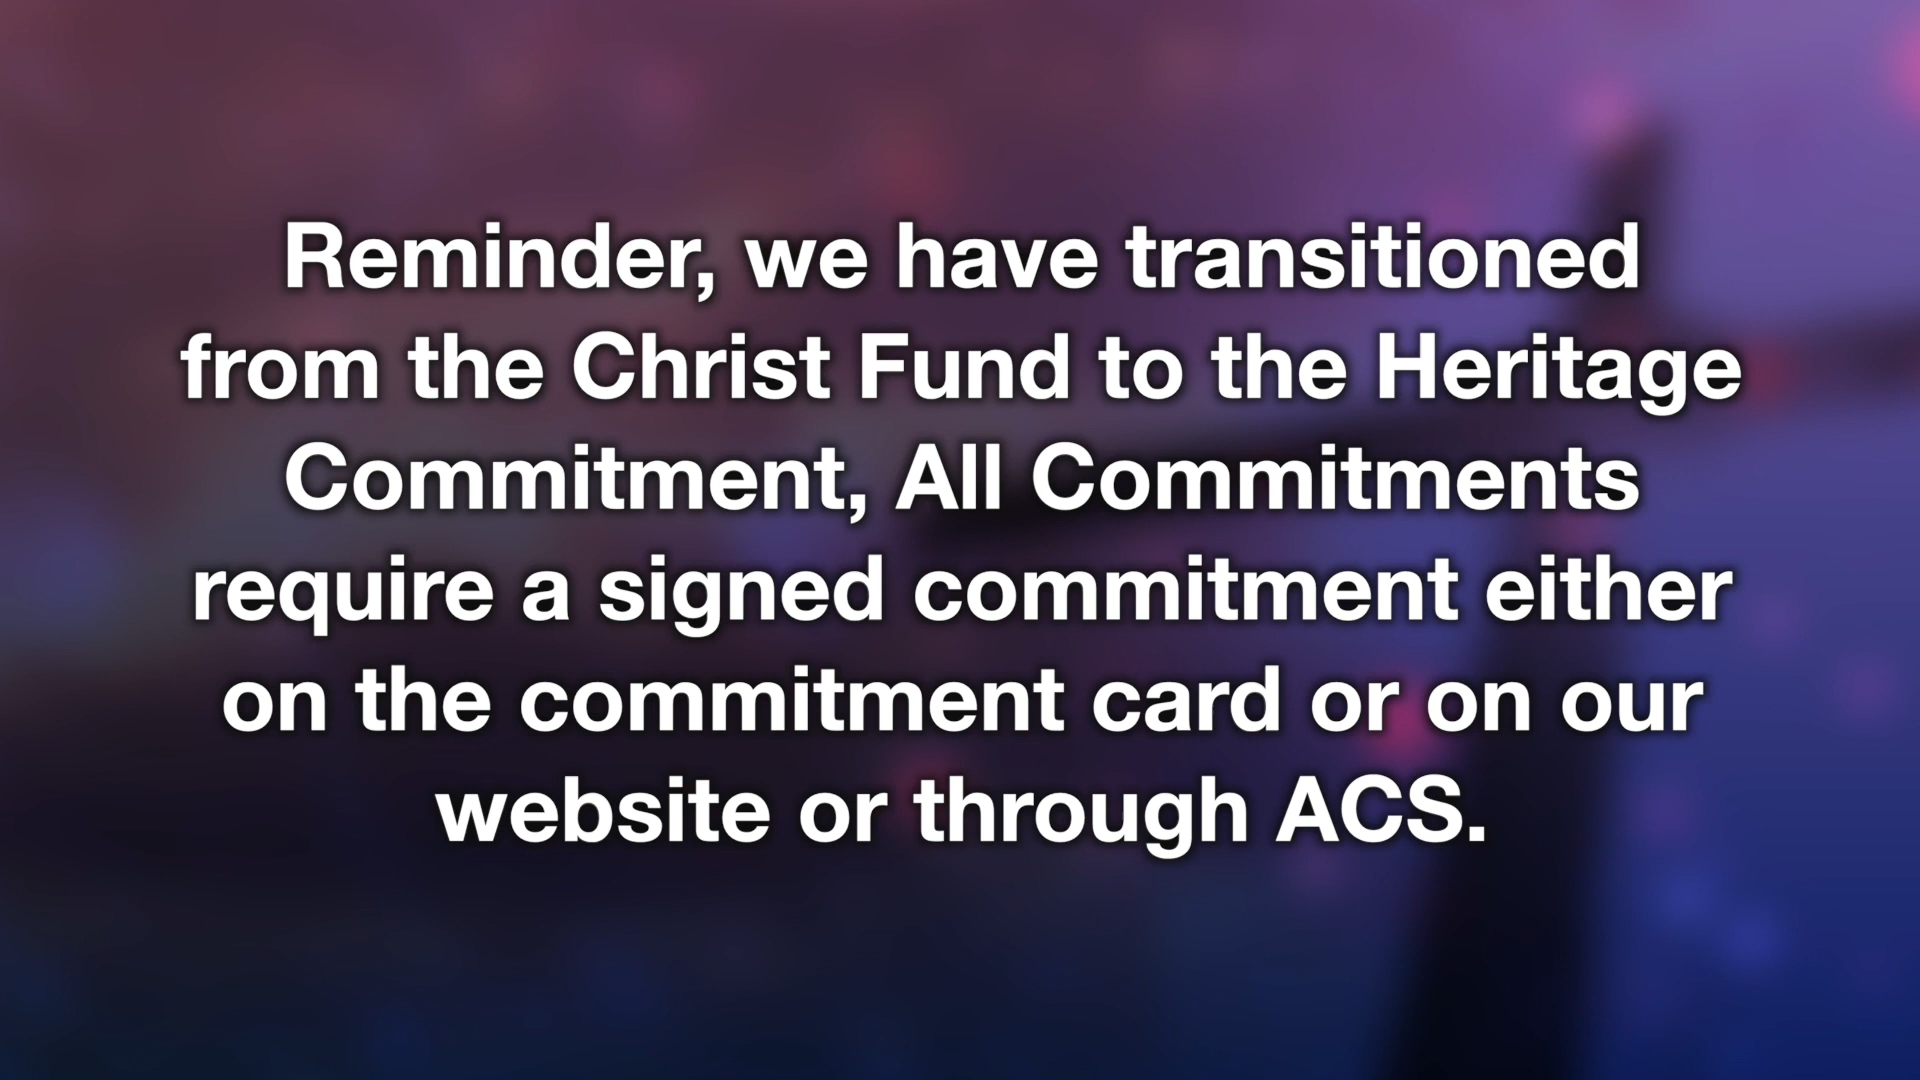 Reminder, we have transitioned
from the Christ Fund to the Heritage
Commitment, All Commitments
require a signed commitment either
on the commitment card or on our
website or through ACS.